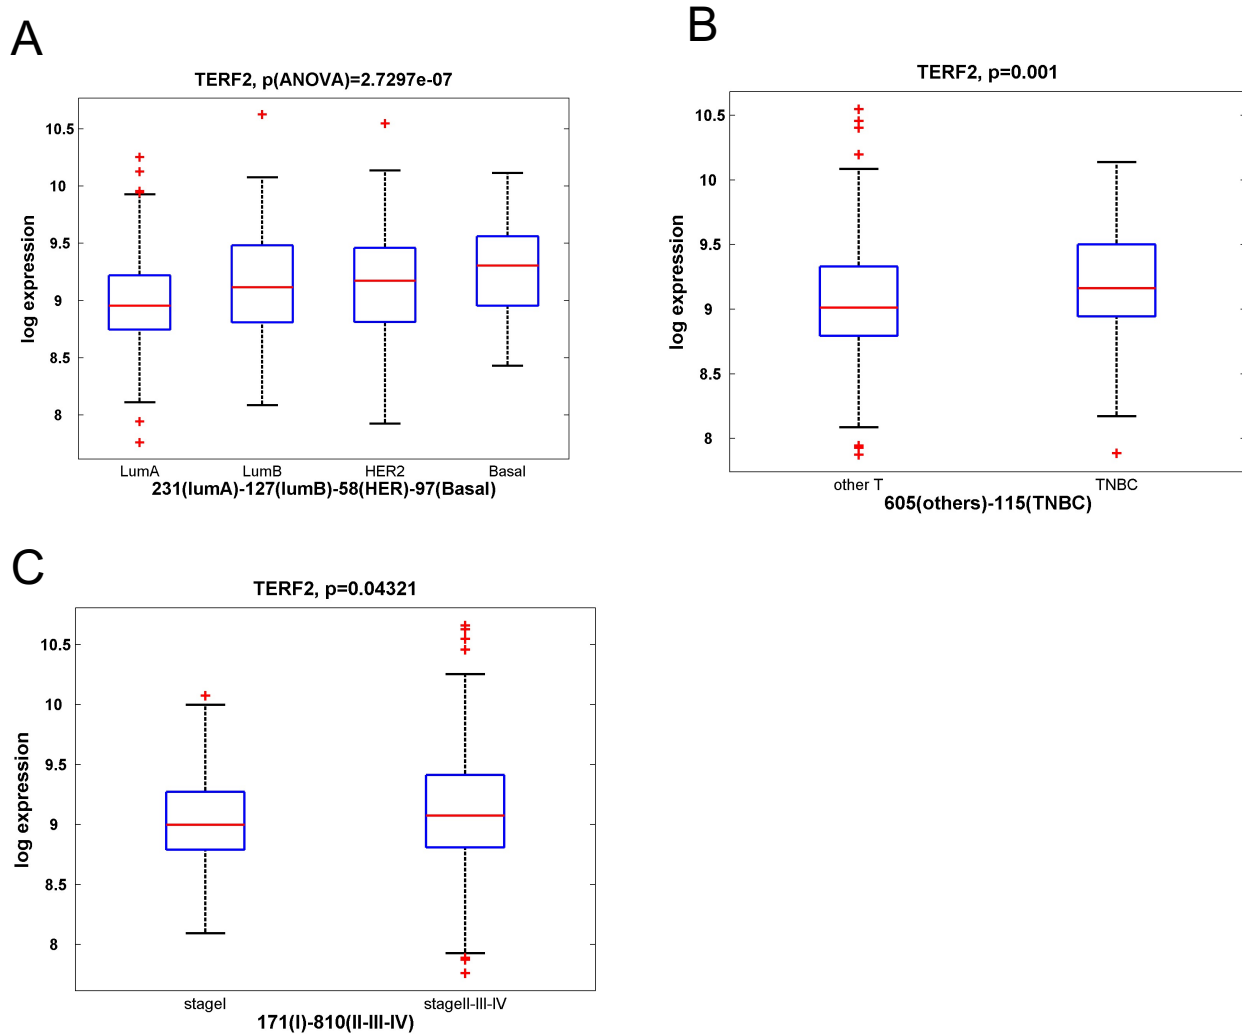 A
TERF2, p(ANOVA)=2.7297e-07
log expression
10.5
10
9.5
9
8.5
8
LumA LumB HER2 Basal
231(lumA)-127(lumB)-58(HER)-97(Basal)
B
TERF2, p=0.001
log expression
10.5
10
9.5
9
8.5
8
other T TNBC
605(others)-115(TNBC)
C
TERF2, p=0.04321
log expression
10.5
10
9.5
9
8.5
8
stageI stageII-III-IV
171(I)-810(II-III-IV)